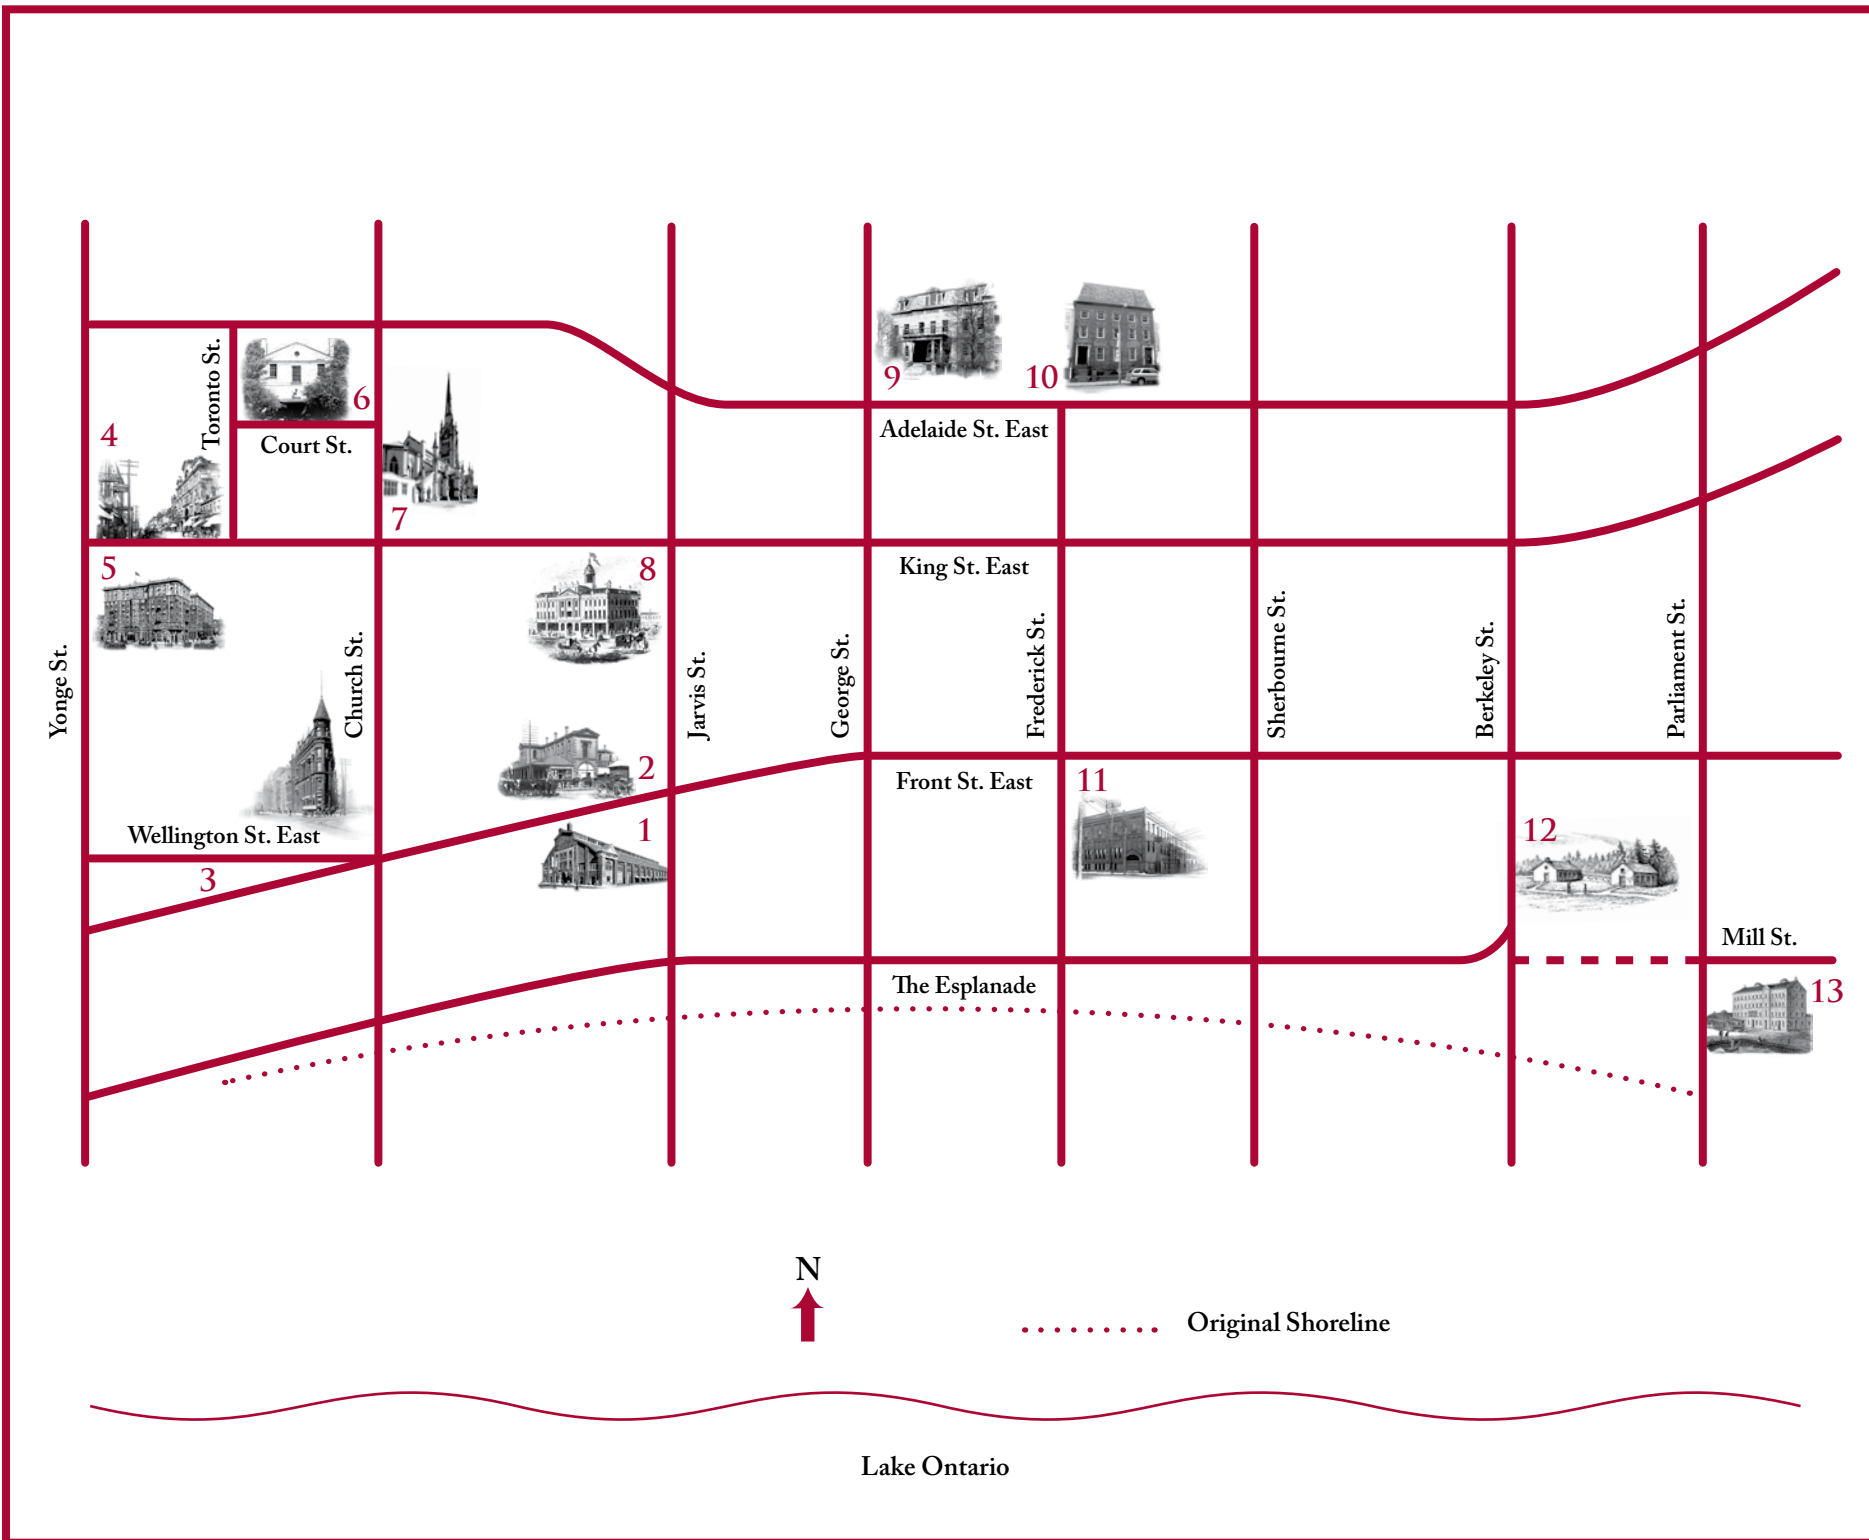 9
10
Toronto St.
6
4
Court St.
Adelaide St. East
7
5
8
King St. East
Yonge St.
Church St.
Jarvis St.
George St.
Frederick St.
Sherbourne St.
Berkeley St.
Parliament St.
2
Front St. East
11
1
12
Wellington St. East
3
Mill St.
The Esplanade
13
N
Original Shoreline
Lake Ontario